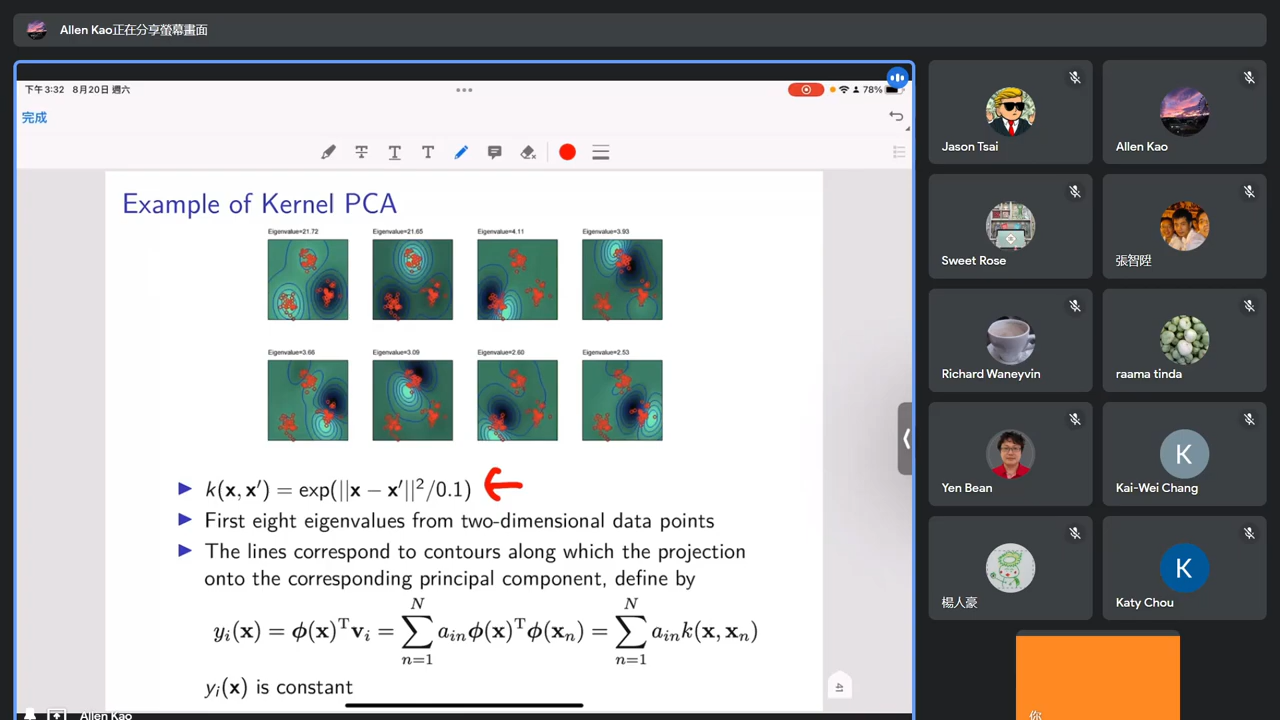 Allen Kao正在分享螢幕畫面
下午3:32 8月20日 週六
78%
完成
Example of Kernel PCA
Eigenvalue=21.72 Eigenvalue=21.65 Eigenvalue=4.11 Eigenvalue=3.93
Eigenvalue=3.66 Eigenvalue=3.09 Eigenvalue=2.60 Eigenvalue=2.53
k(x, x′) = exp(||x − x′||²/0.1)
First eight eigenvalues from two-dimensional data points
The lines correspond to contours along which the projection
onto the corresponding principal component, define by
yᵢ(x) = ϕ(x)ᵀvᵢ = ∑ₙ₌₁ᴺ aᵢₙϕ(x)ᵀϕ(xₙ) = ∑ₙ₌₁ᴺ aᵢₙk(x, xₙ)
yᵢ(x) is constant
41
Allen Kao
Jason Tsai
Allen Kao
Sweet Rose
張智陞
Richard Waneyvin
raama tinda
Yen Bean
K
Kai-Wei Chang
楊人豪
K
Katy Chou
你